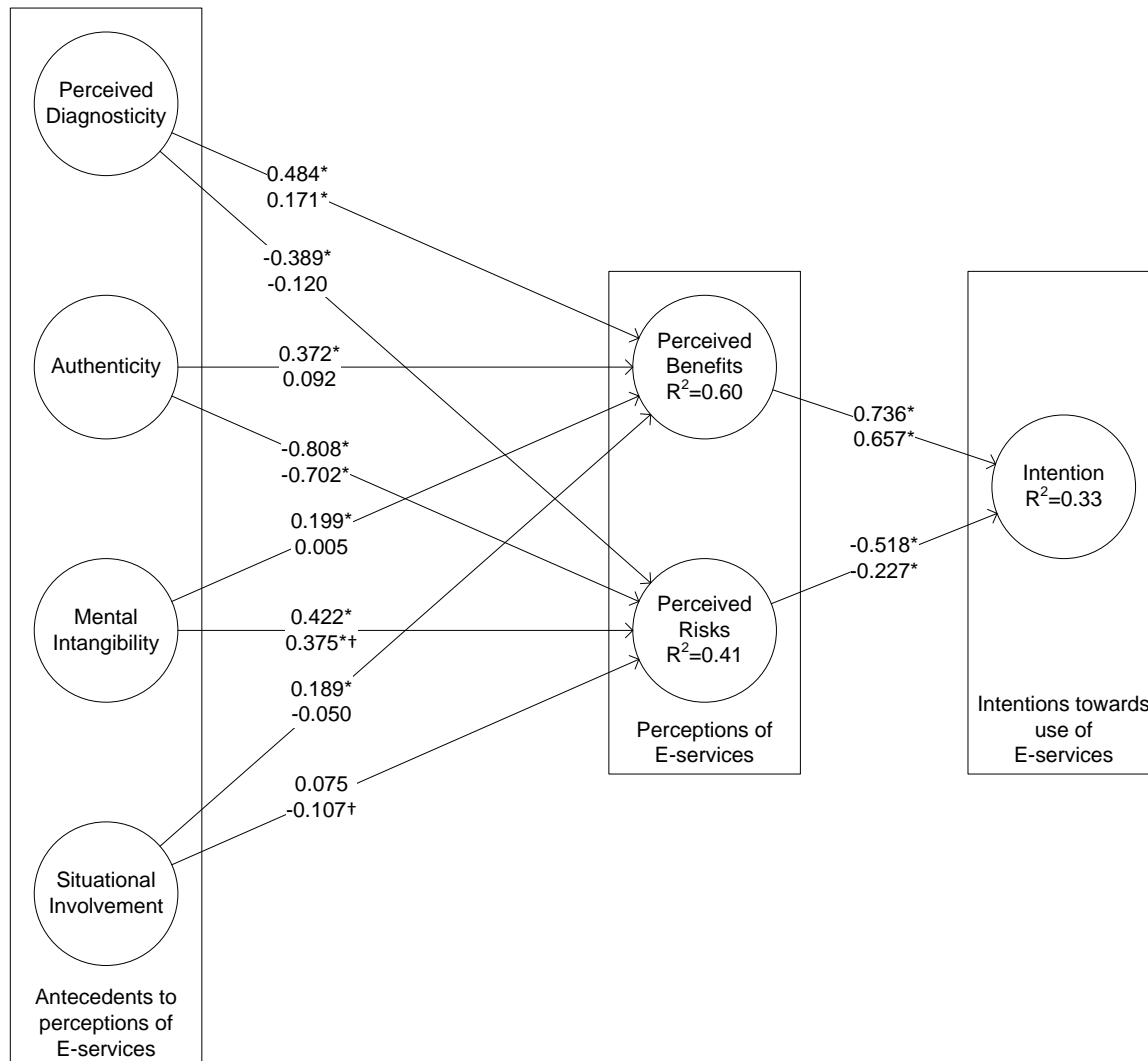 Perceived
Diagnosticity
0.484*
0.171*
-0.389*
-0.120
Authenticity
0.372*
0.092
-0.808*
-0.702*
Mental
Intangibility
0.199*
0.005
0.422*
0.375*†
Situational
Involvement
0.189*
-0.050
0.075
-0.107†
Antecedents to
perceptions of
E-services
Perceived
Benefits
R²=0.60
Perceived
Risks
R²=0.41
Perceptions of
E-services
0.736*
0.657*
-0.518*
-0.227*
Intention
R²=0.33
Intentions towards
use of
E-services